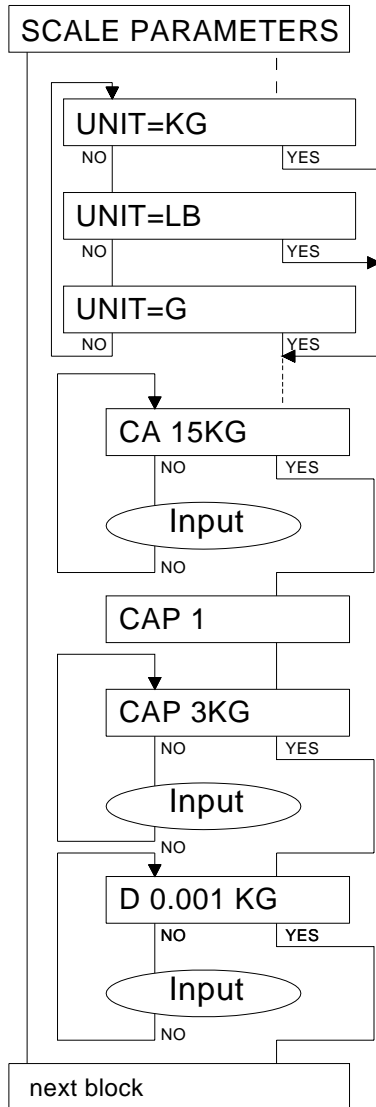 SCALE PARAMETERS
UNIT=KG
NO YES
UNIT=LB
NO YES
UNIT=G
NO YES
CA 15KG
NO YES
Input
NO
CAP 1
CAP 3KG
NO YES
Input
NO
D 0.001 KG
NO YES
Input
NO
next block